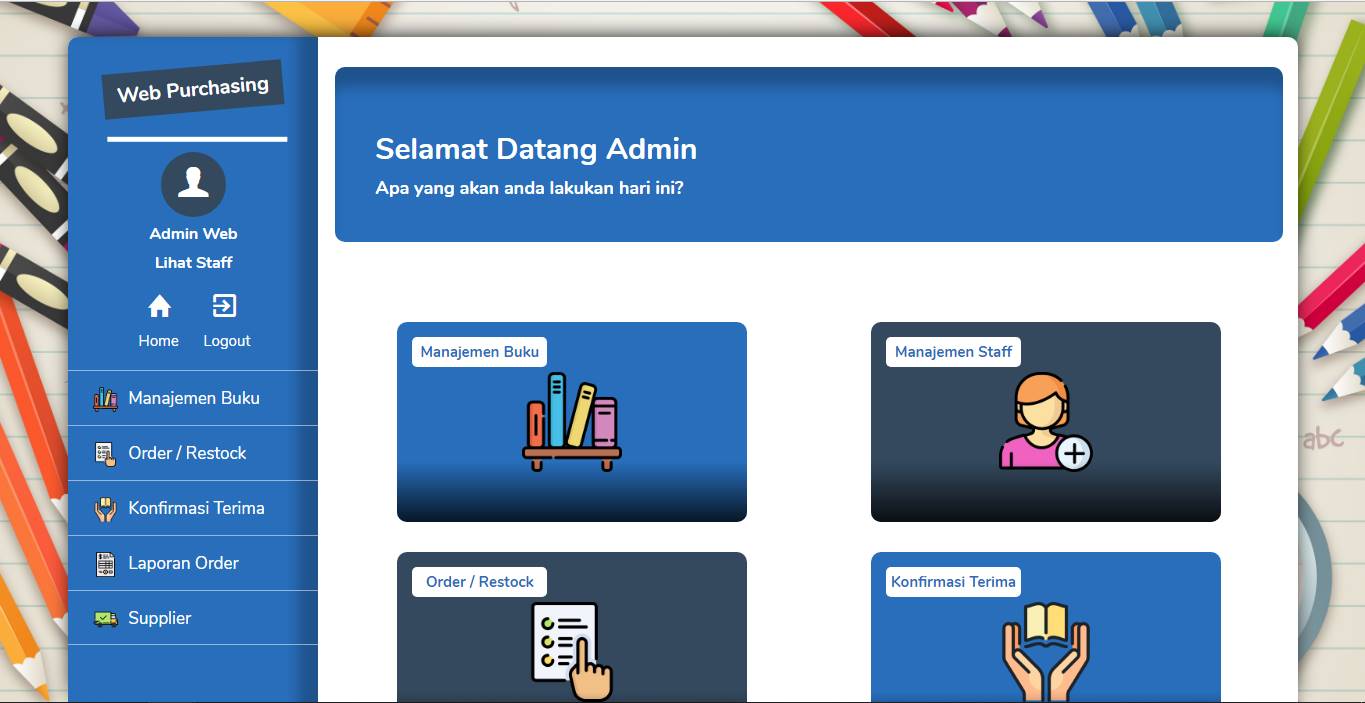 Web Purchasing
Admin Web
Lihat Staff
Home
Logout
Manajemen Buku
Order / Restock
Konfirmasi Terima
Laporan Order
Supplier
Selamat Datang Admin
Apa yang akan anda lakukan hari ini?
Manajemen Buku
Manajemen Staff
Order / Restock
Konfirmasi Terima
abc